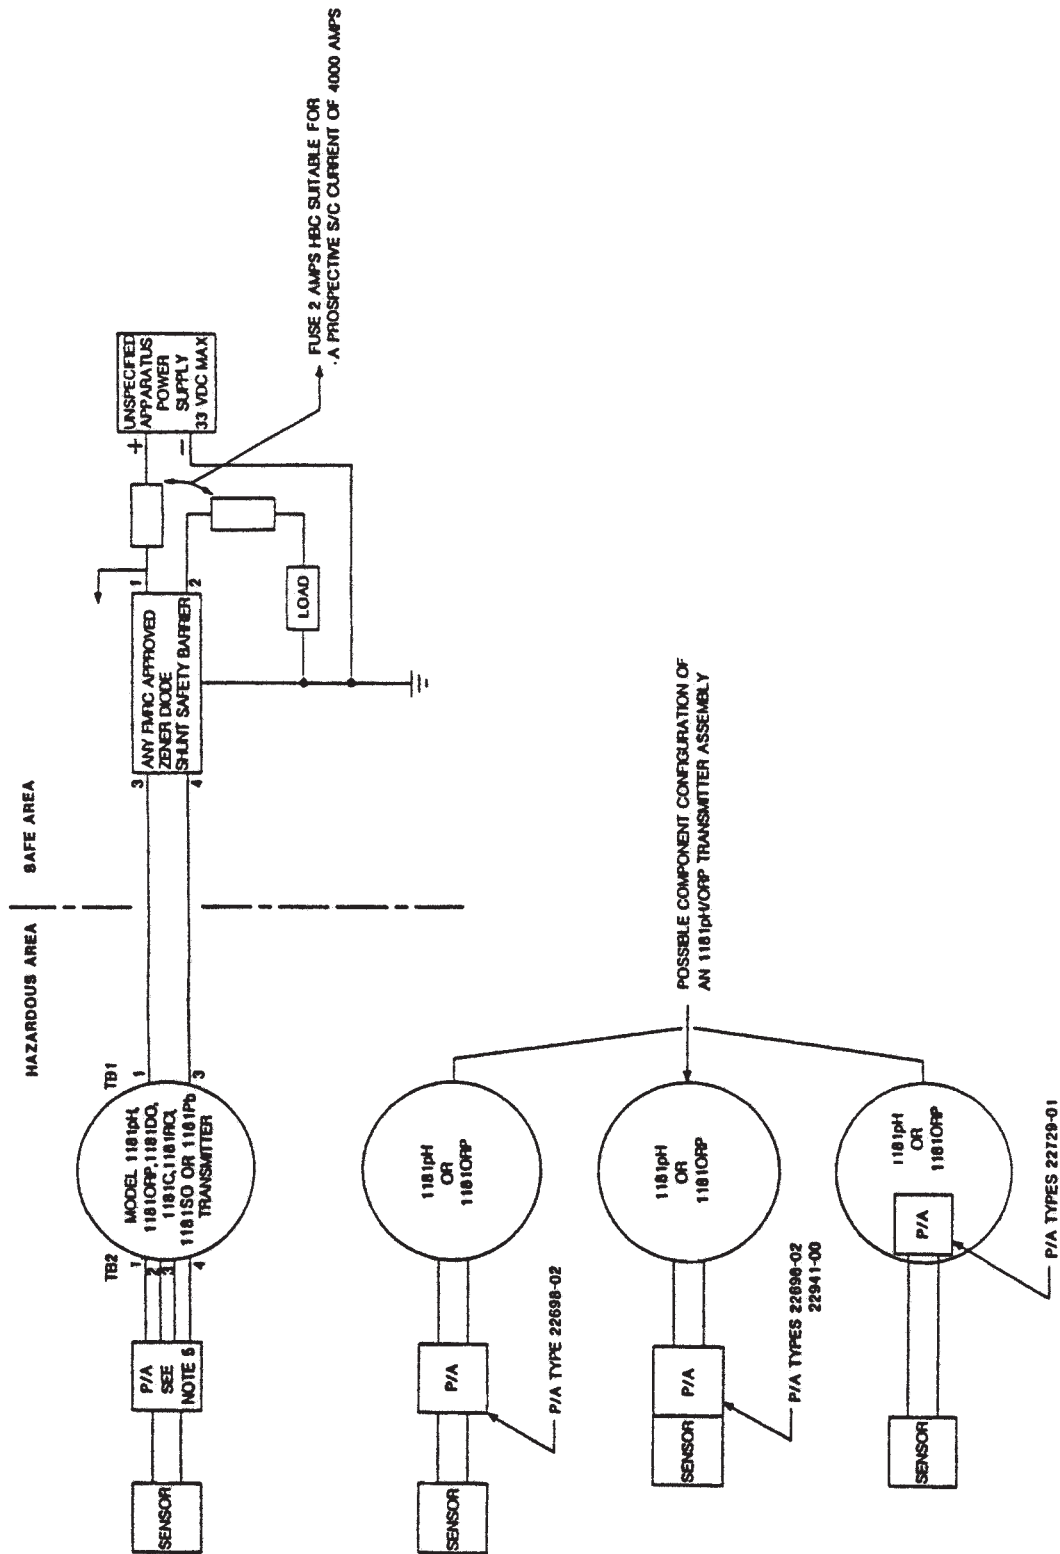 HAZARDOUS AREA
SAFE AREA
SENSOR
P/A
SEE
NOTE 5
TB2
1
2
3
4
MODEL 1181pH,
1181ORP,1181DO,
1181C,1181RCl,
1181SO OR 1181Pb
TRANSMITTER
TB1
1
3
3
4
ANY FMRC APPROVED
ZENER DIODE
SHUNT SAFETY BARRIER
1
2
LOAD
+
−
UNSPECIFIED
APPARATUS
POWER
SUPPLY
33 VDC MAX
FUSE 2 AMPS HBC SUITABLE FOR
A PROSPECTIVE S/C CURRENT OF 4000 AMPS
SENSOR
P/A
P/A TYPE 22698-02
1181pH
OR
1181ORP
SENSOR
P/A
P/A TYPES 22698-02
22941-00
1181pH
OR
1181ORP
POSSIBLE COMPONENT CONFIGURATION OF
AN 1181pH/ORP TRANSMITTER ASSEMBLY
SENSOR
P/A
P/A TYPES 22729-01
1181pH
OR
1181ORP